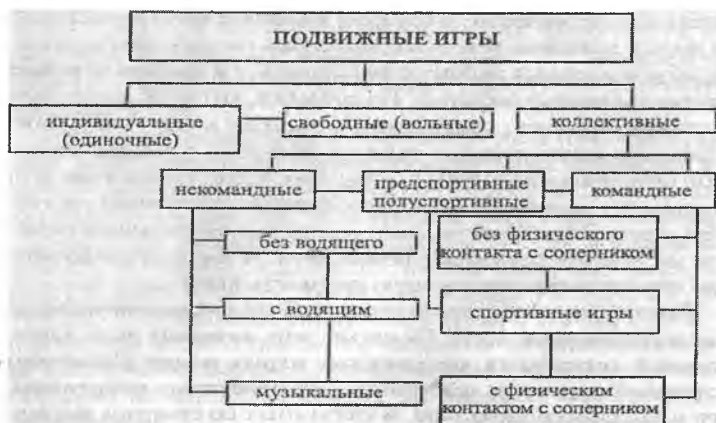 ПОДВИЖНЫЕ ИГРЫ
индивидуальные
(одиночные)
свободные (вольные)
коллективные
некомандные
предспортивные
полуспортивные
командные
без водящего
без физического
контакта с соперником
с водящим
спортивные игры
музыкальные
с физическим
контактом с соперником